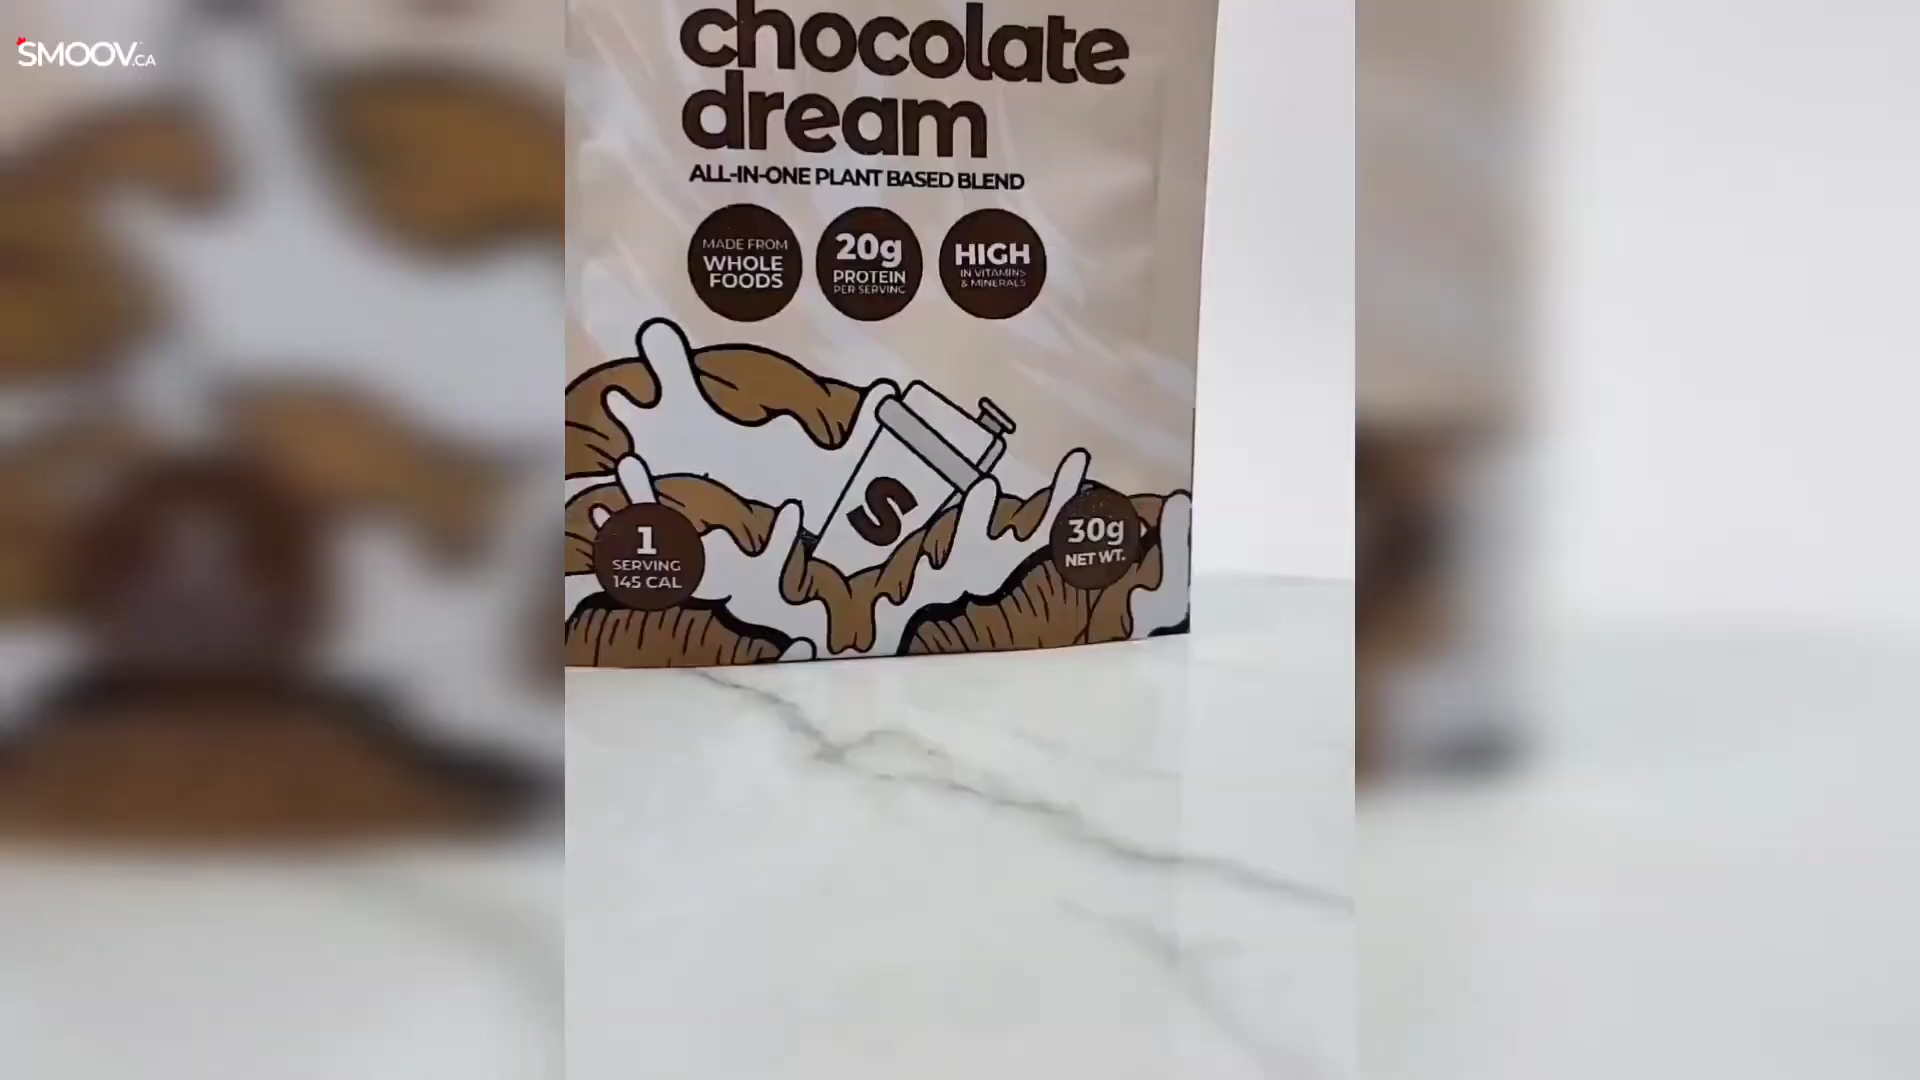 SMOOV.CA
chocolate
dream
ALL-IN-ONE PLANT BASED BLEND
MADE FROM
WHOLE
FOODS
20g
PROTEIN
PER SERVING
HIGH
IN VITAMINS
& MINERALS
S
1
SERVING
145 CAL
30g
NET WT.